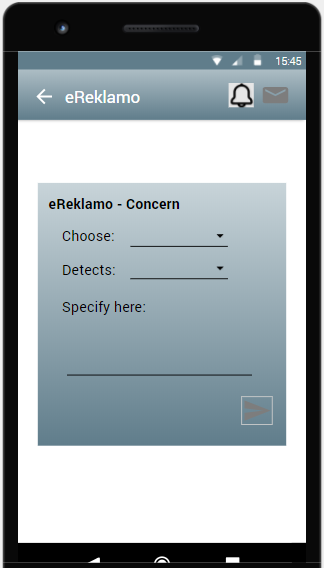 15:45
eReklamo
eReklamo - Concern
Choose:
Detects:
Specify here: